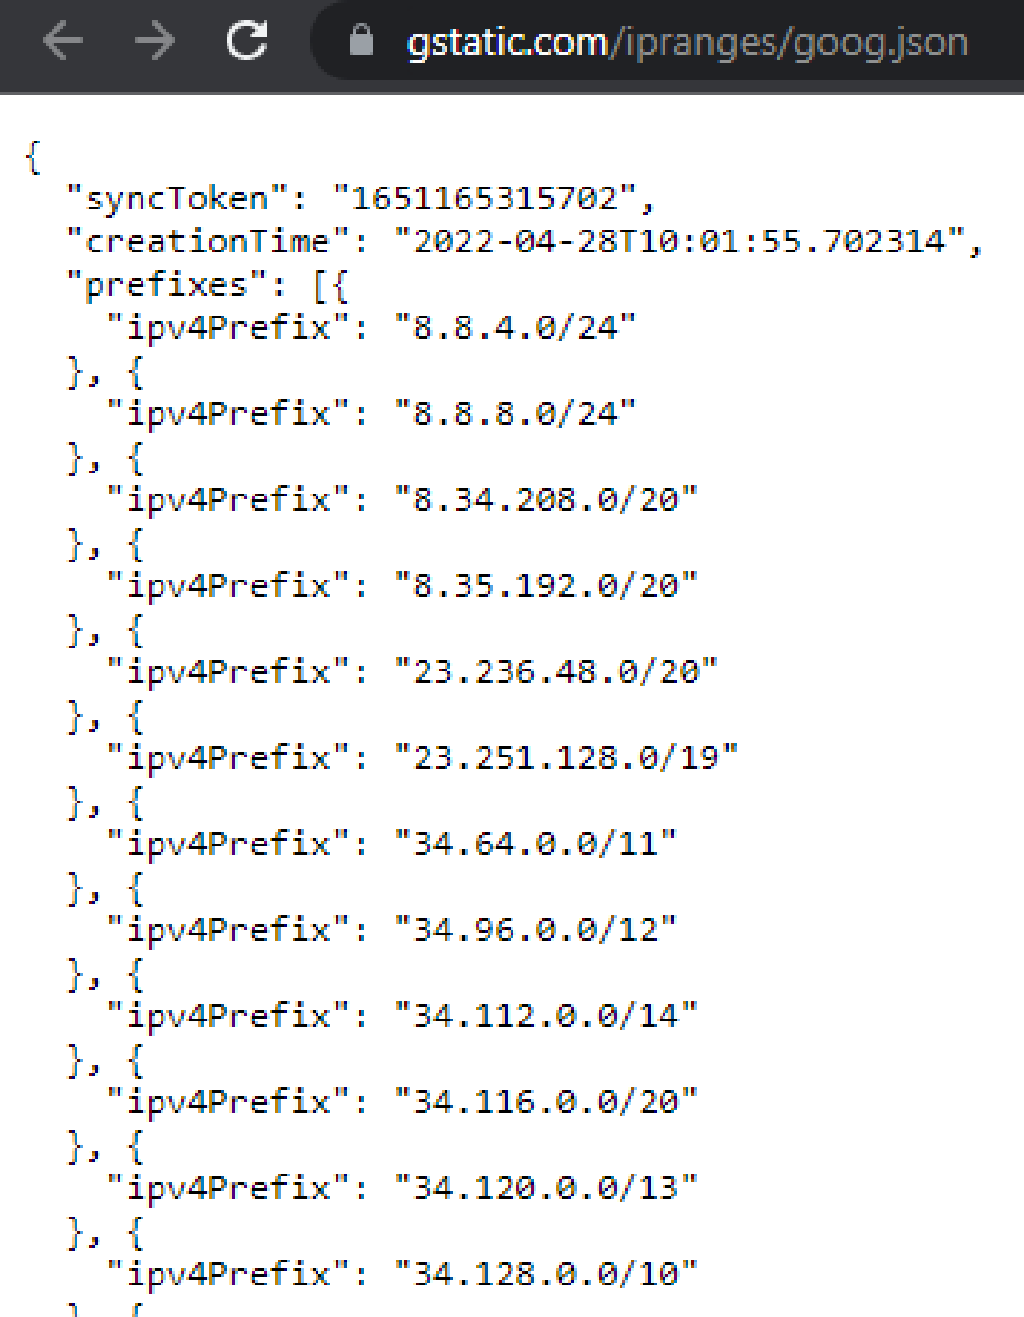 gstatic.com/ipranges/goog.json
{
  "syncToken": "1651165315702",
  "creationTime": "2022-04-28T10:01:55.702314",
  "prefixes": [{
    "ipv4Prefix": "8.8.4.0/24"
  }, {
    "ipv4Prefix": "8.8.8.0/24"
  }, {
    "ipv4Prefix": "8.34.208.0/20"
  }, {
    "ipv4Prefix": "8.35.192.0/20"
  }, {
    "ipv4Prefix": "23.236.48.0/20"
  }, {
    "ipv4Prefix": "23.251.128.0/19"
  }, {
    "ipv4Prefix": "34.64.0.0/11"
  }, {
    "ipv4Prefix": "34.96.0.0/12"
  }, {
    "ipv4Prefix": "34.112.0.0/14"
  }, {
    "ipv4Prefix": "34.116.0.0/20"
  }, {
    "ipv4Prefix": "34.120.0.0/13"
  }, {
    "ipv4Prefix": "34.128.0.0/10"